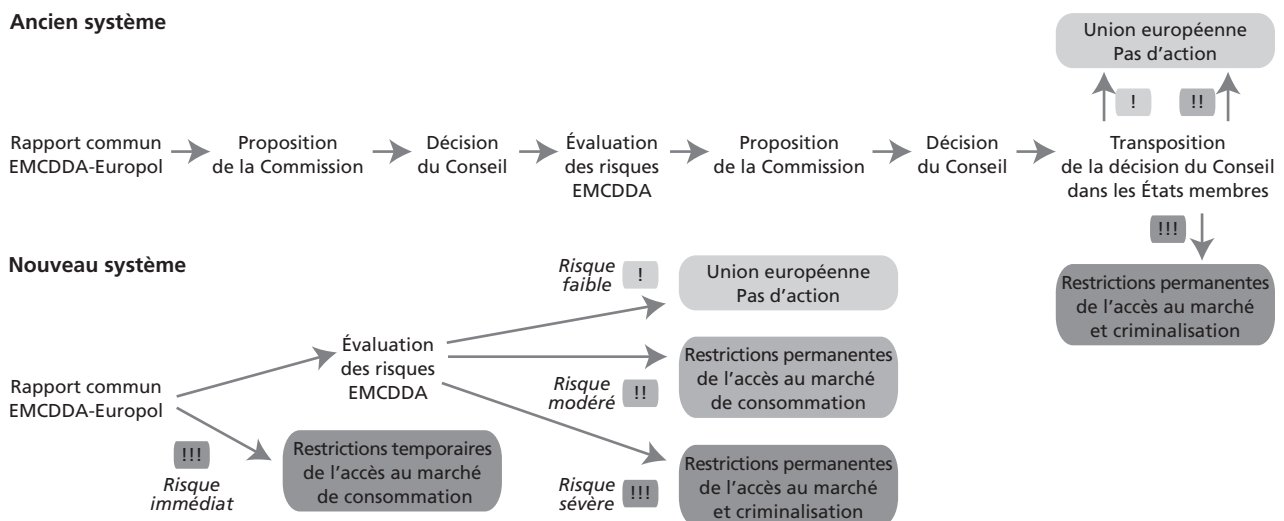 Ancien système
Union européenne
Pas d'action
!
!!
Rapport commun
EMCDDA-Europol
Proposition
de la Commission
Décision
du Conseil
Évaluation
des risques
EMCDDA
Proposition
de la Commission
Décision
du Conseil
Transposition
de la décision du Conseil
dans les États membres
!!!
Restrictions permanentes
de l'accès au marché
et criminalisation
Nouveau système
Rapport commun
EMCDDA-Europol
!!!
Risque
immédiat
Restrictions temporaires
de l'accès au marché
de consommation
Évaluation
des risques
EMCDDA
Risque
faible
!
Union européenne
Pas d'action
Risque
modéré
!!
Restrictions permanentes
de l'accès au marché
de consommation
Risque
sévère
!!!
Restrictions permanentes
de l'accès au marché
et criminalisation